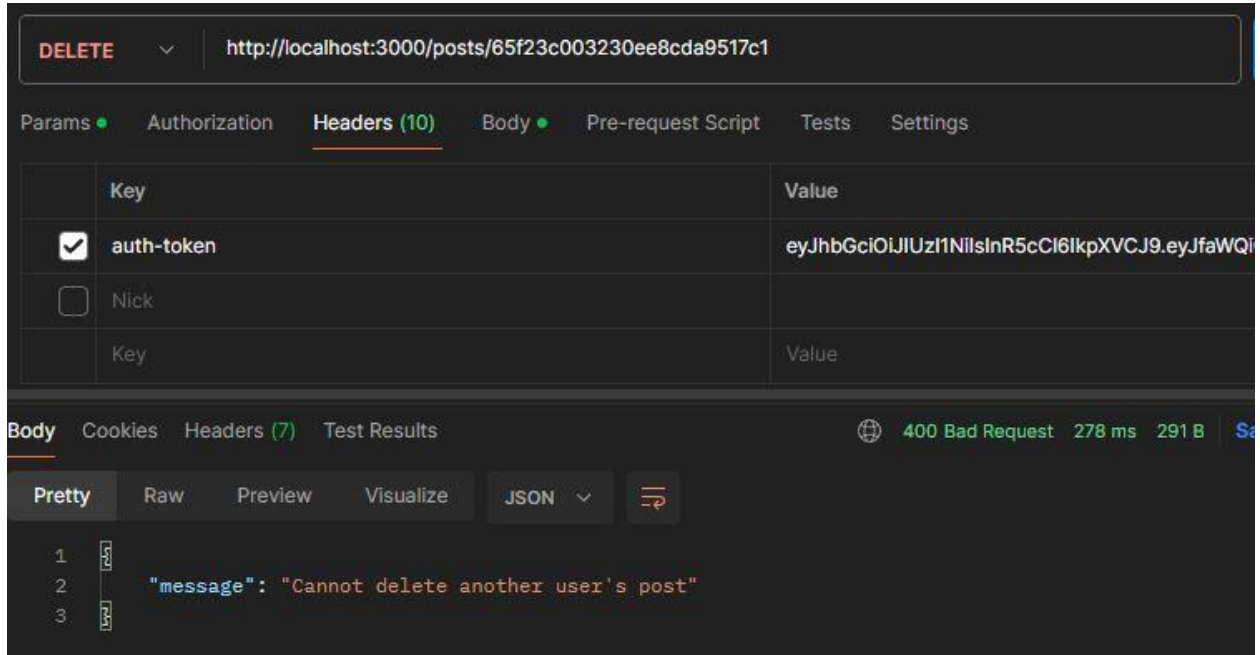 DELETE http://localhost:3000/posts/65f23c003230ee8cda9517c1
Params Authorization Headers (10) Body Pre-request Script Tests Settings
Key Value
auth-token eyJhbGciOiJIUzI1NiIsInR5cCI6IkpXVCJ9.eyJfaWQi
Nick
Key Value
Body Cookies Headers (7) Test Results 400 Bad Request 278 ms 291 B Sa
Pretty Raw Preview Visualize JSON
1 {
2 "message": "Cannot delete another user's post"
3 }